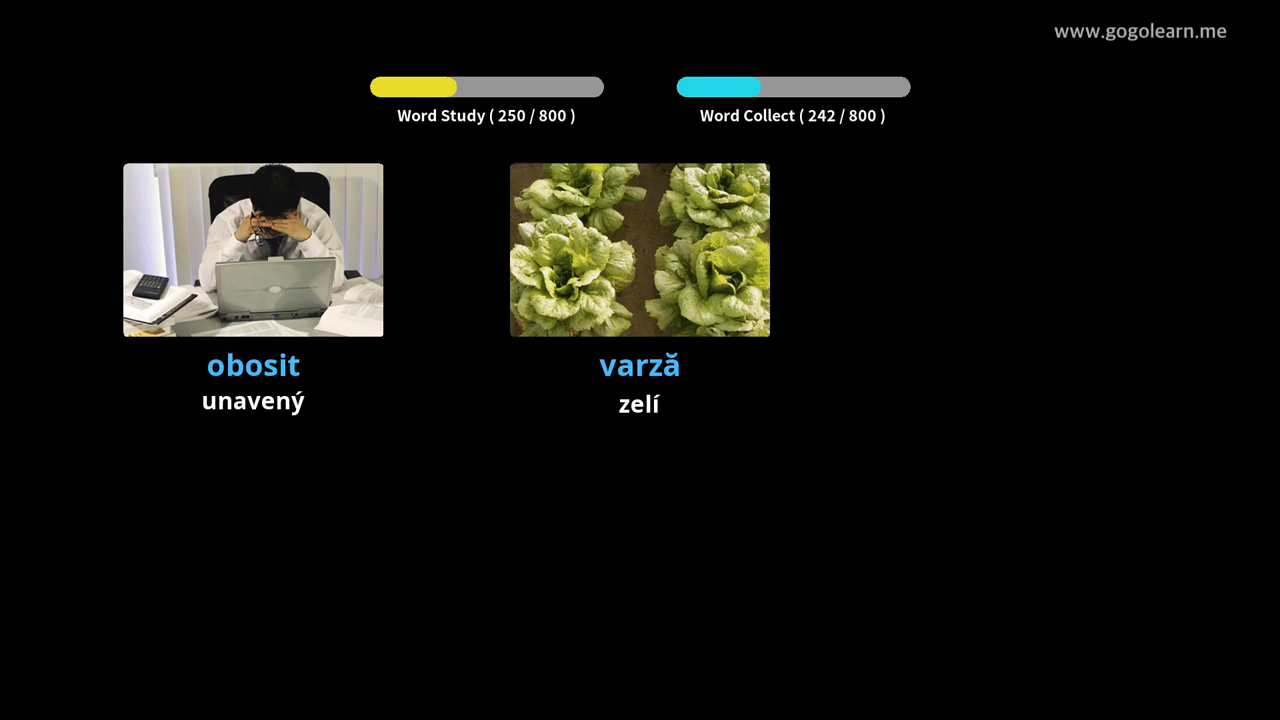 www.gogolearn.me
Word Study ( 250 / 800 )
Word Collect ( 242 / 800 )
obosit
unavený
varză
zelí